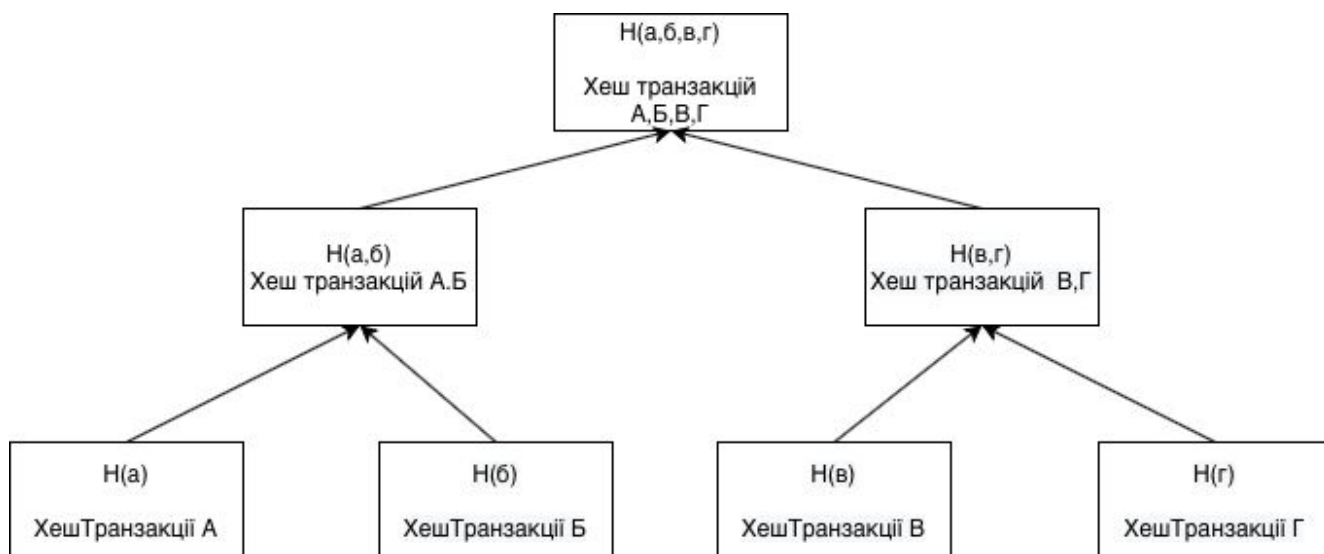 Н(а,б,в,г)
Хеш транзакцій
А,Б,В,Г
Н(а,б)
Хеш транзакцій А.Б
Н(в,г)
Хеш транзакцій В,Г
Н(а)
ХешТранзакції А
Н(б)
ХешТранзакції Б
Н(в)
ХешТранзакції В
Н(г)
ХешТранзакції Г